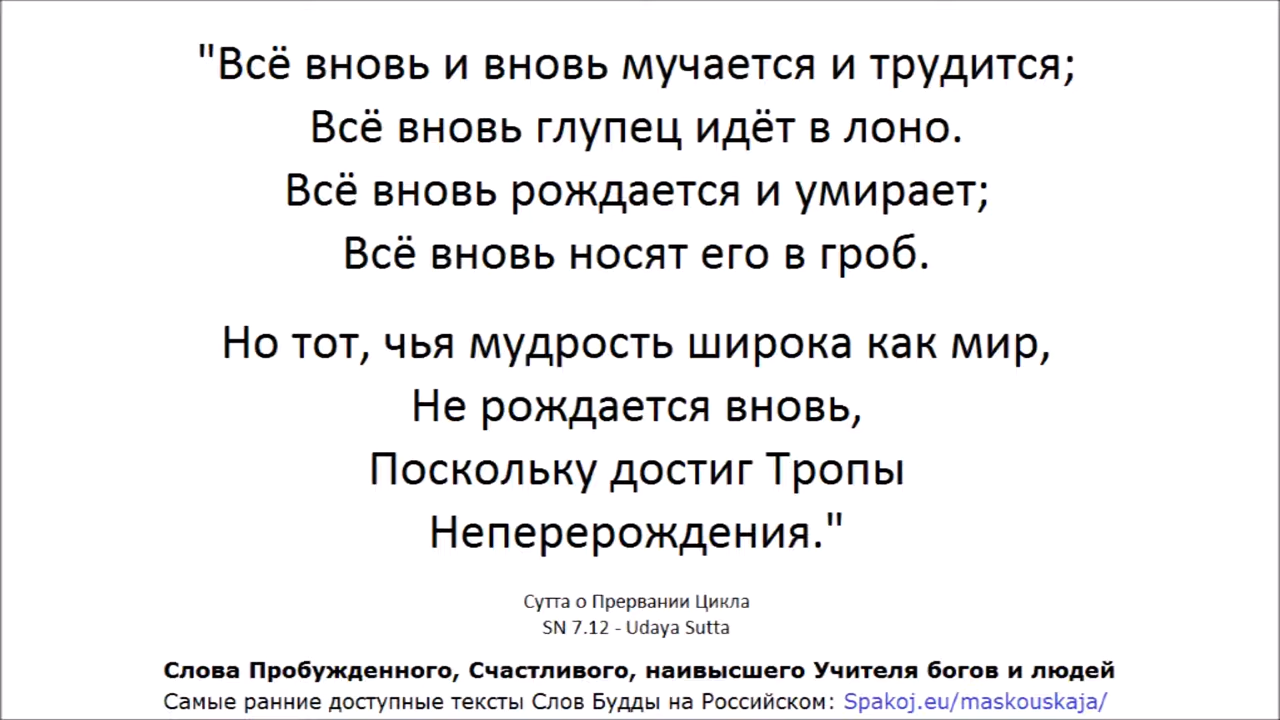 "Всё вновь и вновь мучается и трудится;
Всё вновь глупец идёт в лоно.
Всё вновь рождается и умирает;
Всё вновь носят его в гроб.
Но тот, чья мудрость широка как мир,
Не рождается вновь,
Поскольку достиг Тропы
Неперерождения."
Сутта о Прервании Цикла
SN 7.12 - Udaya Sutta
Слова Пробужденного, Счастливого, наивысшего Учителя богов и людей
Самые ранние доступные тексты Слов Будды на Российском: Spakoj.eu/maskouskaja/